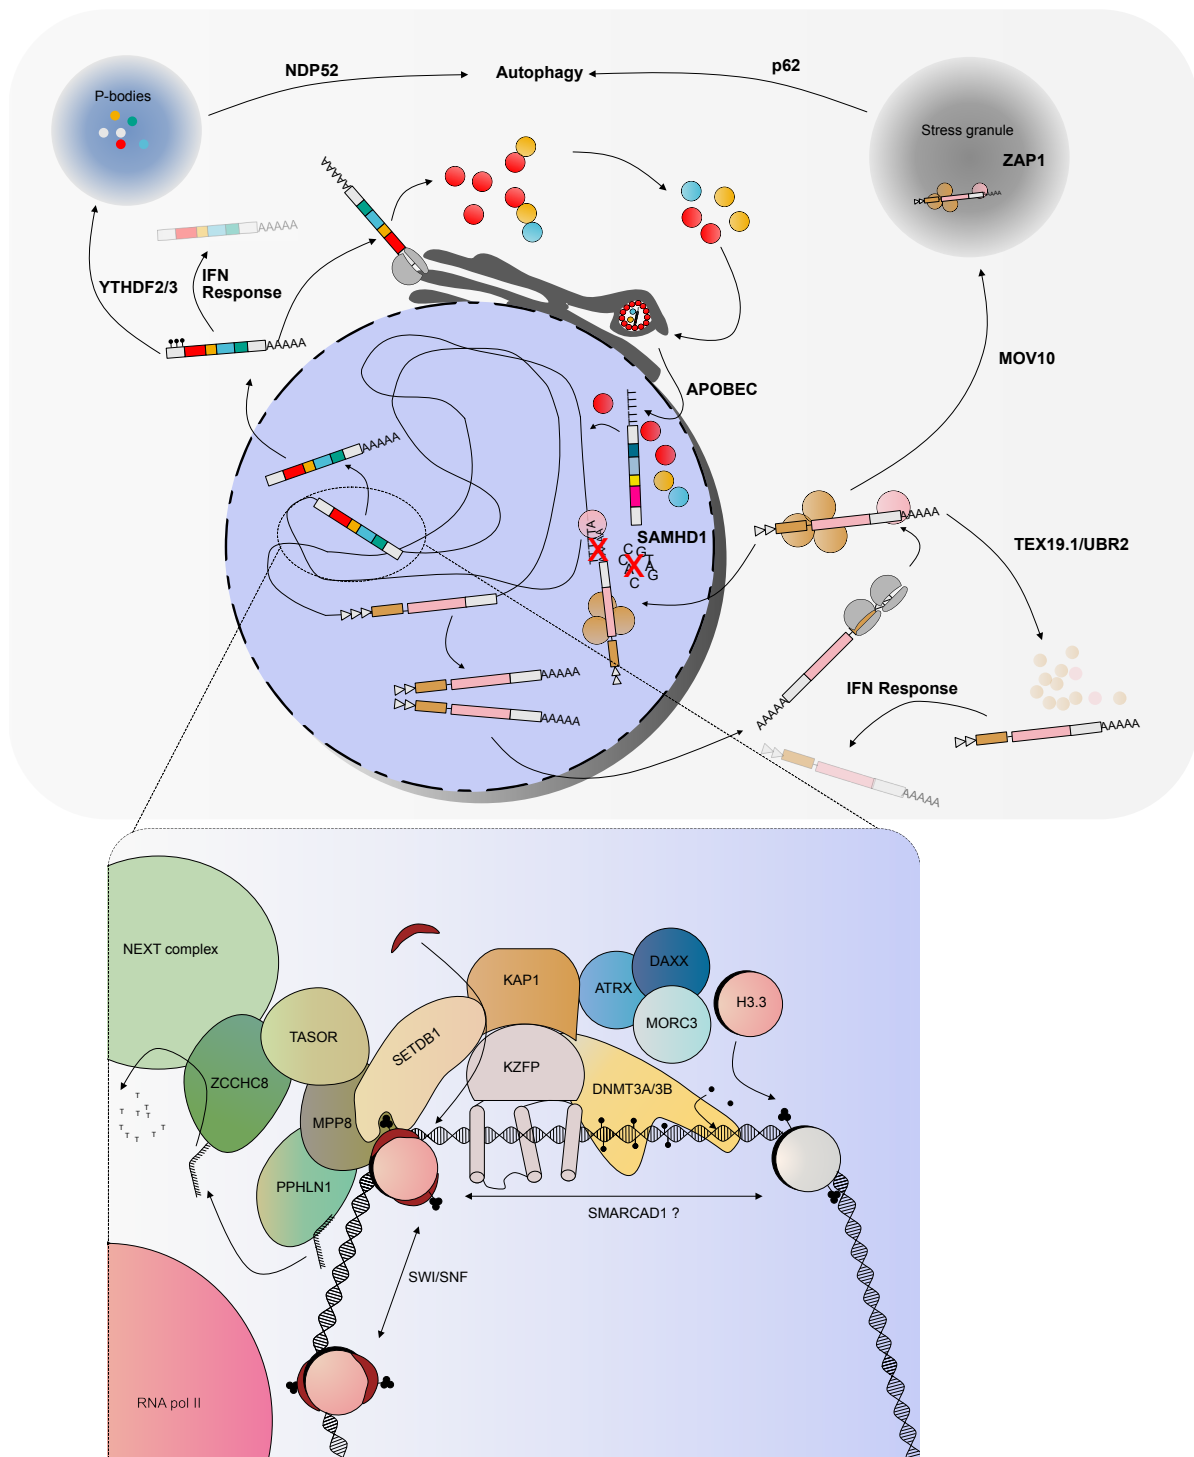 NDP52
Autophagy
p62
P-bodies
Stress granule
ZAP1
AAAAA
AAAAA
AAAA
YTHDF2/3
IFN
Response
AAAAA
MOV10
APOBEC
AAAAA
AAAAA
SAMHD1
TEX19.1/UBR2
C
G
T
C
A
A
G
C
X
X
AAAAA
AAAAA
AAAAA
IFN Response
AAAAA
AAAAA
NEXT complex
KAP1
ATRX
DAXX
H3.3
MORC3
TASOR
SETDB1
KZFP
ZCCHC8
DNMT3A/3B
MPP8
T
T
T
T
T
T
T
T
T
T
PPHLN1
SMARCAD1 ?
SWI/SNF
RNA pol II